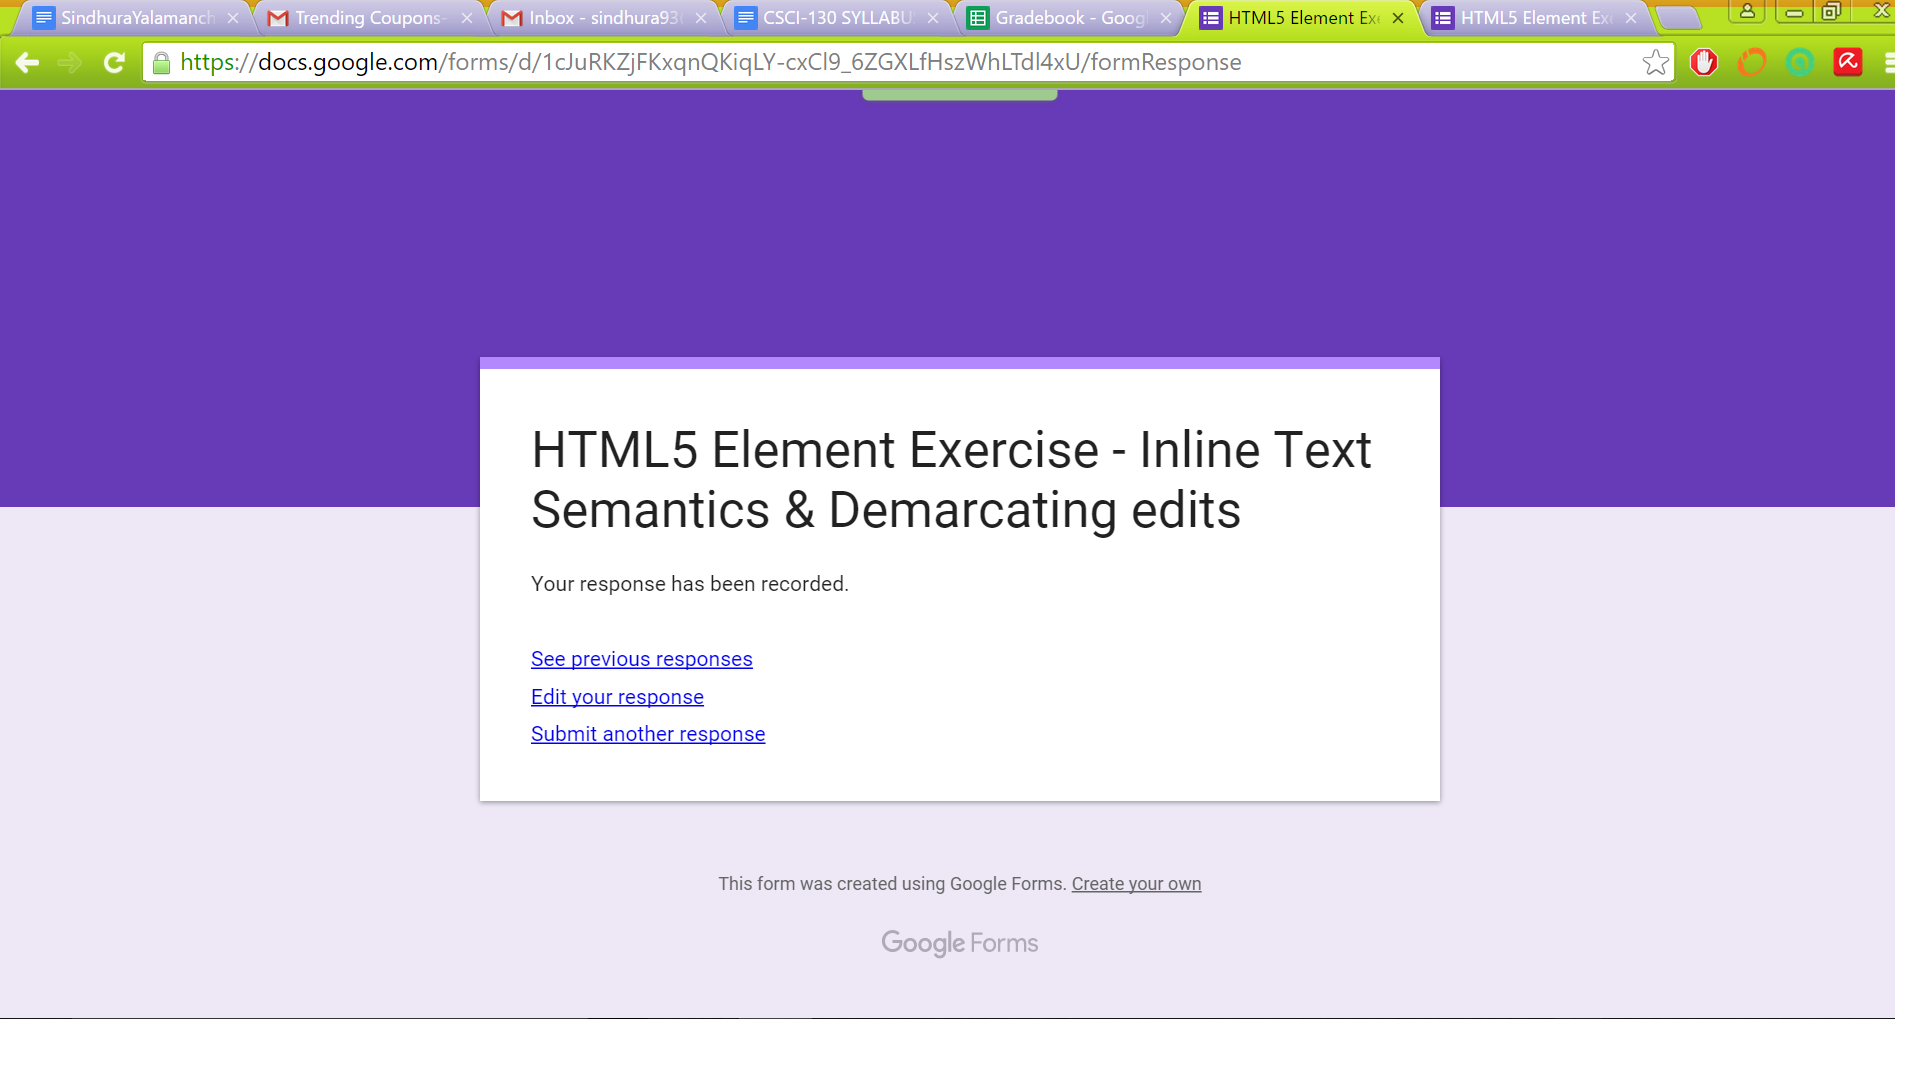 SindhuraYalamanch
Trending Coupons-
Inbox - sindhura93
CSCI-130 SYLLABU
Gradebook - Goog
HTML5 Element Ex
HTML5 Element Ex
https://docs.google.com/forms/d/1cJuRKZjFKxqnQKiqLY-cxCl9_6ZGXLfHszWhLTdl4xU/formResponse
HTML5 Element Exercise - Inline Text
Semantics & Demarcating edits
Your response has been recorded.
See previous responses
Edit your response
Submit another response
This form was created using Google Forms. Create your own
Google Forms